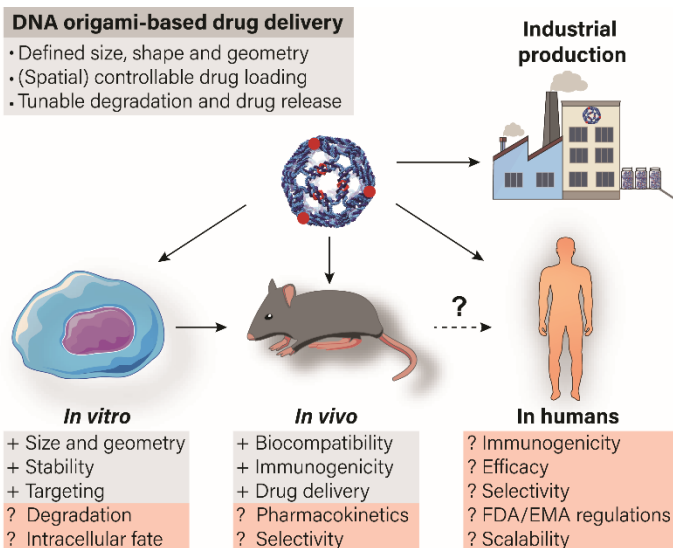 DNA origami-based drug delivery
• Defined size, shape and geometry
• (Spatial) controllable drug loading
• Tunable degradation and drug release
Industrial
production
?
In vitro
+ Size and geometry
+ Stability
+ Targeting
? Degradation
? Intracellular fate
In vivo
+ Biocompatibility
+ Immunogenicity
+ Drug delivery
? Pharmacokinetics
? Selectivity
In humans
? Immunogenicity
? Efficacy
? Selectivity
? FDA/EMA regulations
? Scalability